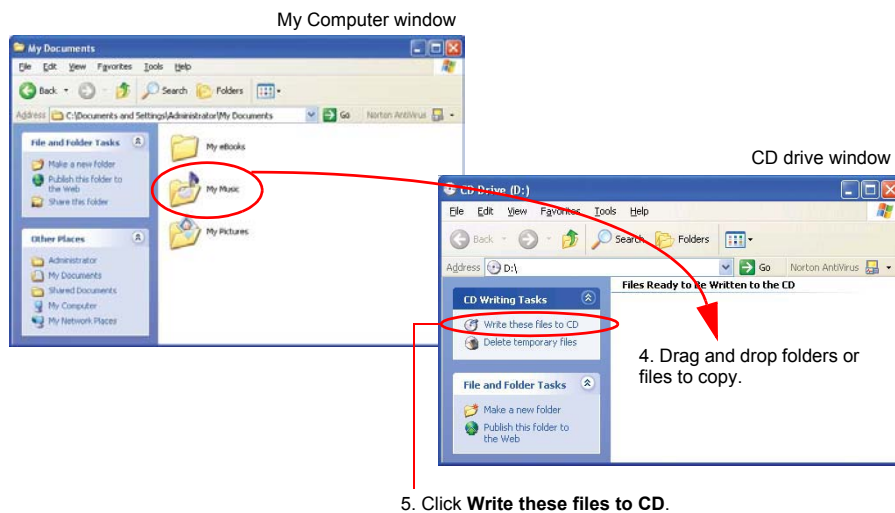 My Computer window
My Documents
File Edit View Favorites Tools Help
Back Search Folders
Address C:\Documents and Settings\Administrator\My Documents Go Norton AntiVirus
File and Folder Tasks
Make a new folder
Publish this folder to
the Web
Share this folder
Other Places
Administrator
My Documents
Shared Documents
My Computer
My Network Places
My eBooks
My Music
My Pictures
CD drive window
CD Drive (D:)
File Edit View Favorites Tools Help
Back Search Folders
Address D:\ Go Norton AntiVirus
Files Ready to Be Written to the CD
CD Writing Tasks
Write these files to CD
Delete temporary files
File and Folder Tasks
Make a new folder
Publish this folder to
the Web
4. Drag and drop folders or
files to copy.
5. Click Write these files to CD.